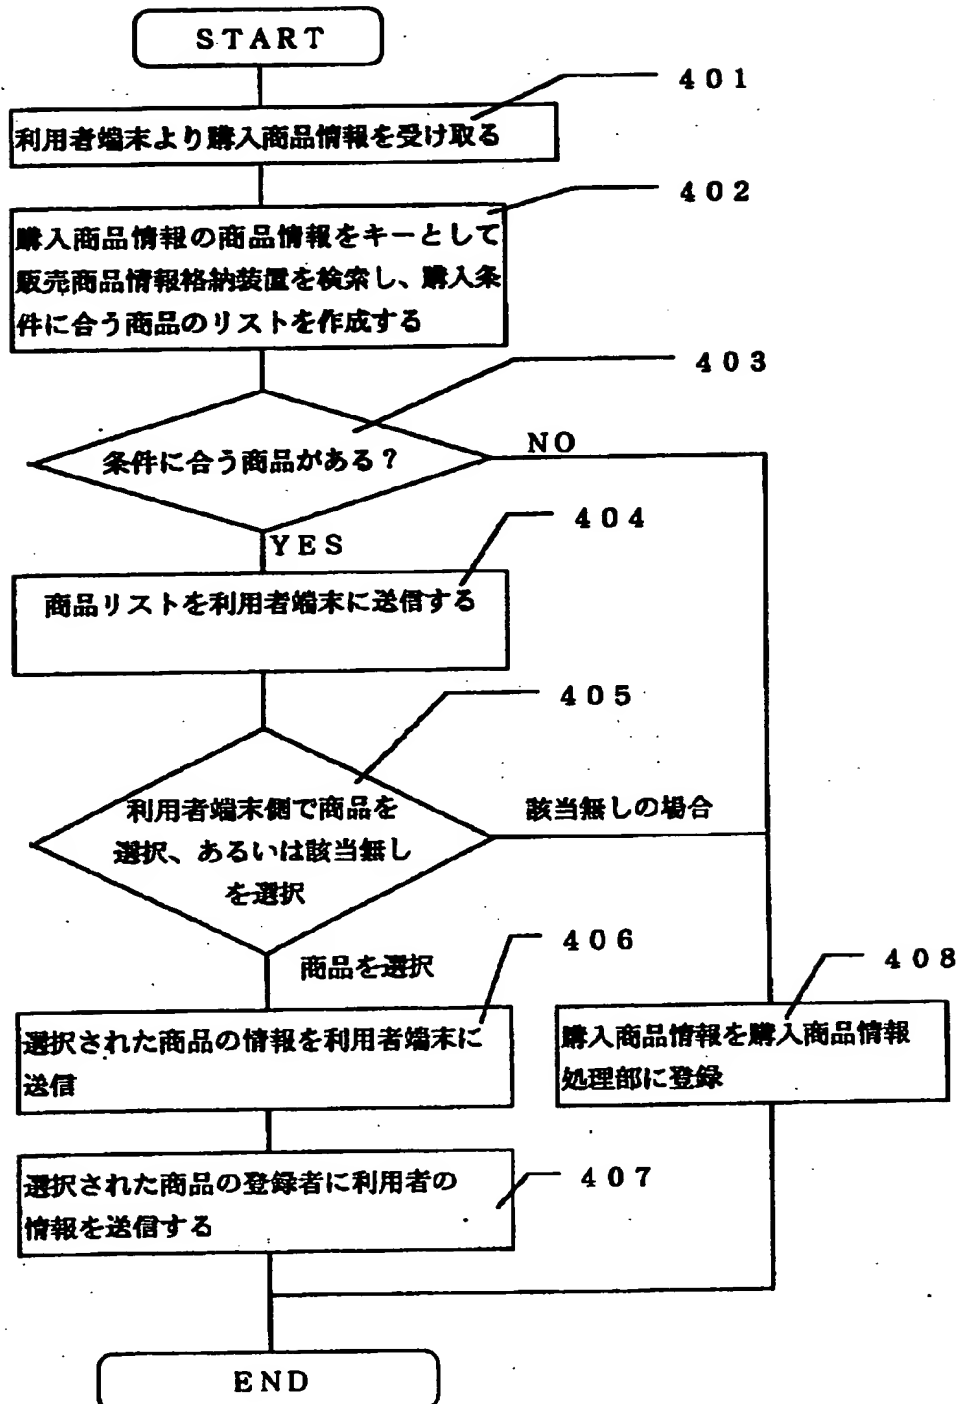 START
401
利用者端末より購入商品情報を受け取る
402
購入商品情報の商品情報をキーとして
販売商品情報格納装置を検索し、購入条
件に合う商品のリストを作成する
403
条件に合う商品がある?
NO
YES
404
商品リストを利用者端末に送信する
405
利用者端末側で商品を
選択、あるいは該当無し
を選択
該当無しの場合
商品を選択
406
選択された商品の情報を利用者端末に
送信
408
購入商品情報を購入商品情報
処理部に登録
407
選択された商品の登録者に利用者の
情報を送信する
END